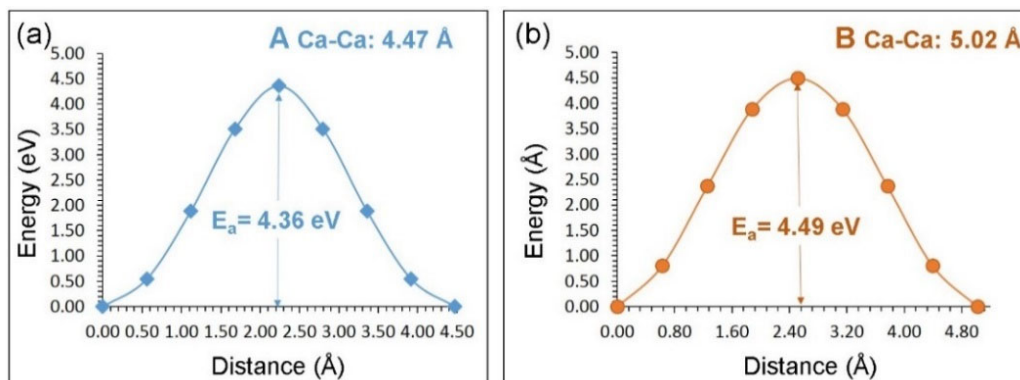 (a)
A Ca-Ca: 4.47 Å
5.00
4.50
4.00
3.50
3.00
2.50
2.00
1.50
1.00
0.50
0.00
Energy (eV)
Eₐ= 4.36 eV
0.00 0.50 1.00 1.50 2.00 2.50 3.00 3.50 4.00 4.50
Distance (Å)
(b)
B Ca-Ca: 5.02 Å
5.00
4.50
4.00
3.50
3.00
2.50
2.00
1.50
1.00
0.50
0.00
Energy (Å)
Eₐ= 4.49 eV
0.00 0.80 1.60 2.40 3.20 4.00 4.80
Distance (Å)